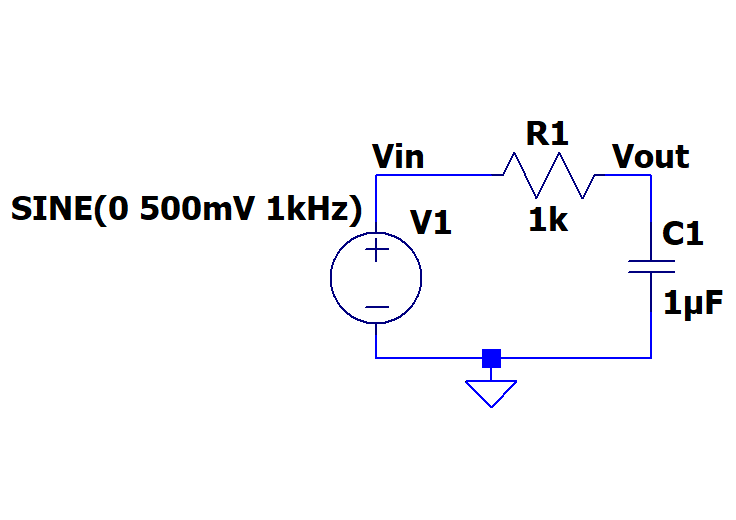 R1
Vin
Vout
SINE(0 500mV 1kHz)
V1
1k
C1
1µF